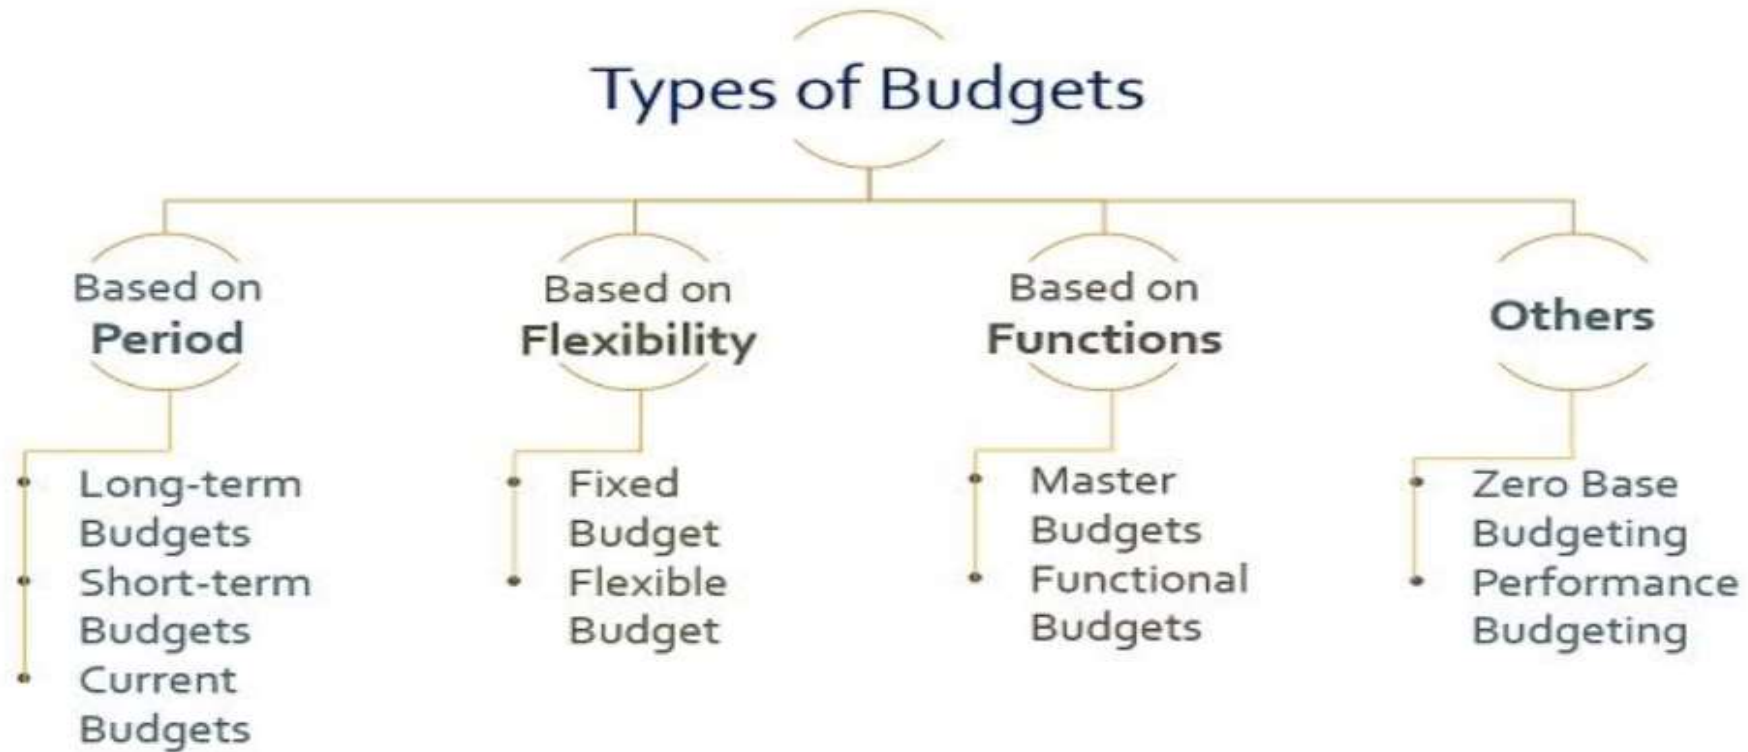 Types of Budgets
Based on
Period
Long-term
Budgets
Short-term
Budgets
Current
Budgets
Based on
Flexibility
Fixed
Budget
Flexible
Budget
Based on
Functions
Master
Budgets
Functional
Budgets
Others
Zero Base
Budgeting
Performance
Budgeting